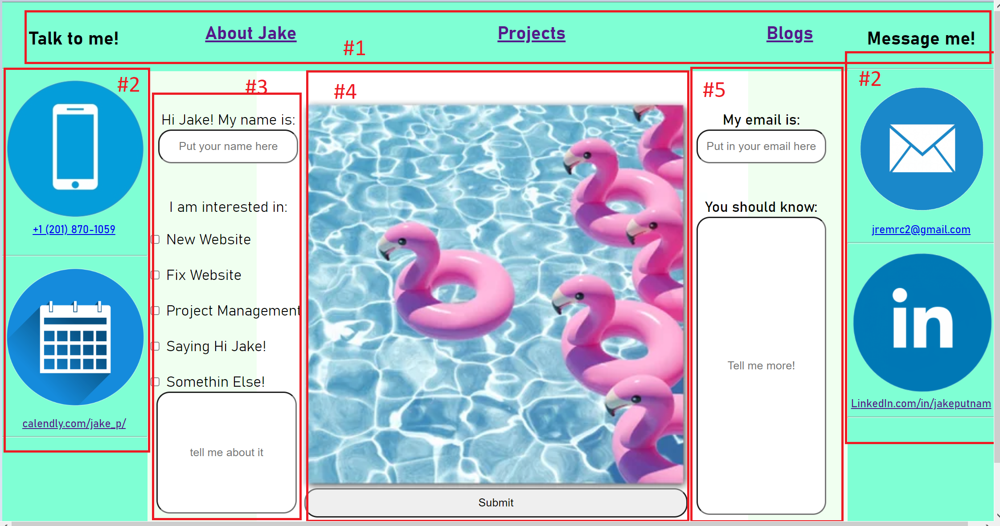 Talk to me!
About Jake
Projects
Blogs
Message me!
#1
#2
+1 (201) 870-1059
calendly.com/jake_p/
#3
Hi Jake! My name is:
Put your name here
I am interested in:
New Website
Fix Website
Project Management
Saying Hi Jake!
Somethin Else!
tell me about it
#4
Submit
#5
My email is:
Put in your email here
You should know:
Tell me more!
#2
jremrc2@gmail.com
in
LinkedIn.com/in/jakeputnam